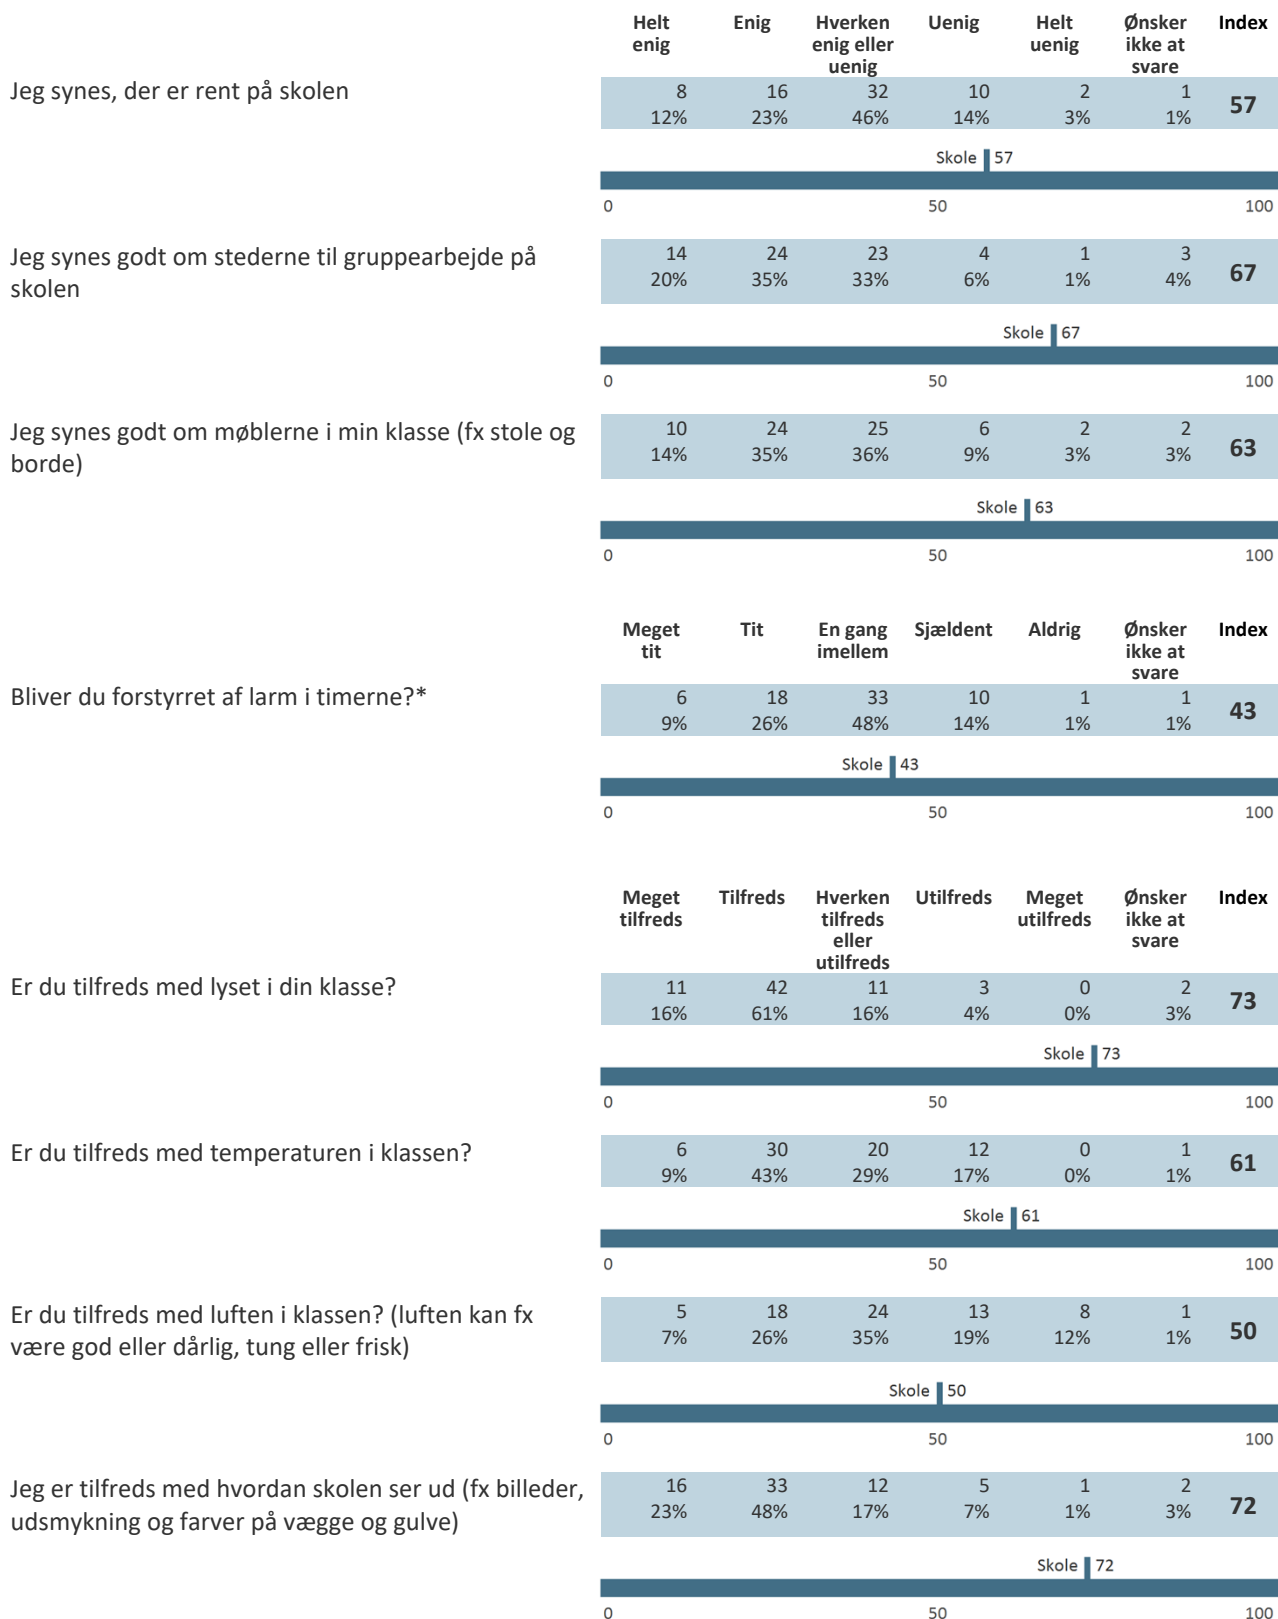 Helt enig Enig Hverken enig eller uenig Uenig Helt uenig Ønsker ikke at svare Index
Jeg synes, der er rent på skolen
8 16 32 10 2 1 57
12% 23% 46% 14% 3% 1%
Skole 57
0 50 100
Jeg synes godt om stederne til gruppearbejde på
skolen
14 24 23 4 1 3 67
20% 35% 33% 6% 1% 4%
Skole 67
0 50 100
Jeg synes godt om møblerne i min klasse (fx stole og
borde)
10 24 25 6 2 2 63
14% 35% 36% 9% 3% 3%
Skole 63
0 50 100
Meget tit Tit En gang imellem Sjældent Aldrig Ønsker ikke at svare Index
Bliver du forstyrret af larm i timerne?*
6 18 33 10 1 1 43
9% 26% 48% 14% 1% 1%
Skole 43
0 50 100
Meget tilfreds Tilfreds Hverken tilfreds eller utilfreds Utilfreds Meget utilfreds Ønsker ikke at svare Index
Er du tilfreds med lyset i din klasse?
11 42 11 3 0 2 73
16% 61% 16% 4% 0% 3%
Skole 73
0 50 100
Er du tilfreds med temperaturen i klassen?
6 30 20 12 0 1 61
9% 43% 29% 17% 0% 1%
Skole 61
0 50 100
Er du tilfreds med luften i klassen? (luften kan fx
være god eller dårlig, tung eller frisk)
5 18 24 13 8 1 50
7% 26% 35% 19% 12% 1%
Skole 50
0 50 100
Jeg er tilfreds med hvordan skolen ser ud (fx billeder,
udsmykning og farver på vægge og gulve)
16 33 12 5 1 2 72
23% 48% 17% 7% 1% 3%
Skole 72
0 50 100